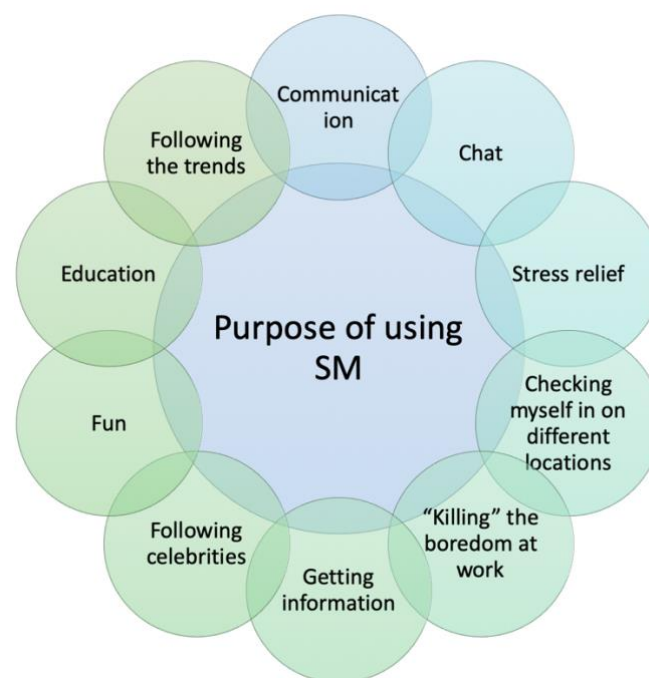 Communicat
ion
Chat
Stress relief
Checking
myself in on
different
locations
“Killing” the
boredom at
work
Getting
information
Following
celebrities
Fun
Education
Following
the trends
Purpose of using
SM